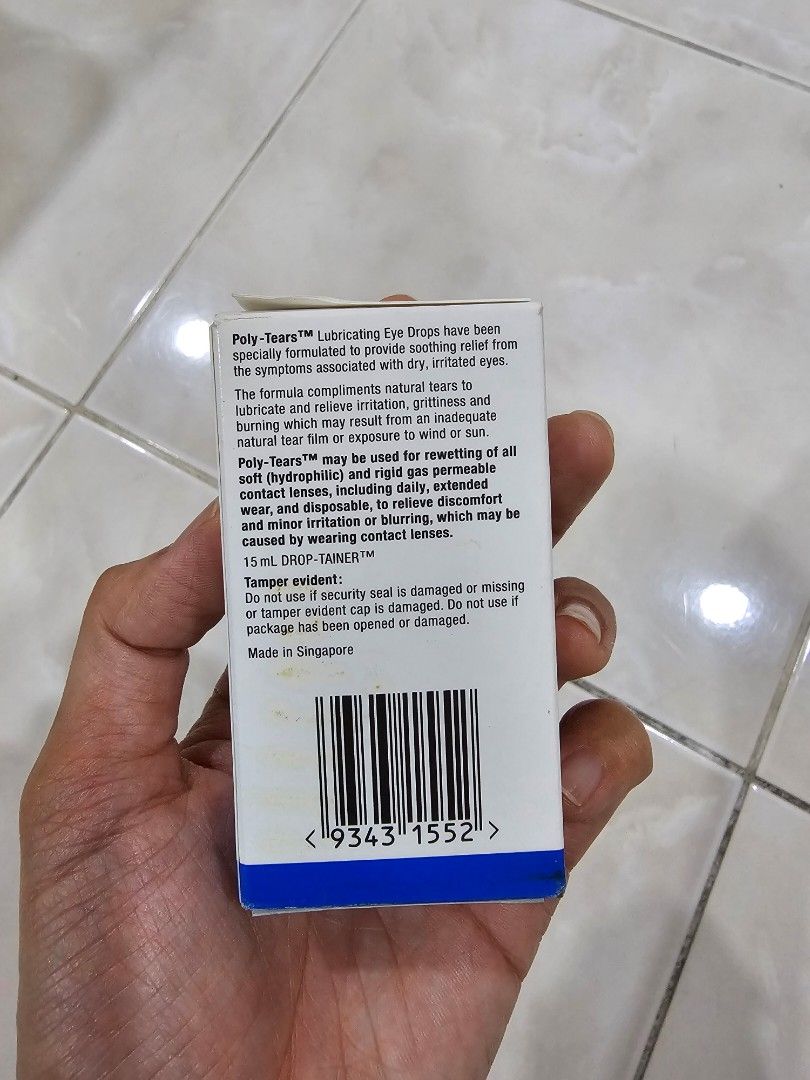 Poly-Tears™ Lubricating Eye Drops have been
specially formulated to provide soothing relief from
the symptoms associated with dry, irritated eyes.
The formula compliments natural tears to
lubricate and relieve irritation, grittiness and
burning which may result from an inadequate
natural tear film or exposure to wind or sun.
Poly-Tears™ may be used for rewetting of all
soft (hydrophilic) and rigid gas permeable
contact lenses, including daily, extended
wear, and disposable, to relieve discomfort
and minor irritation or blurring, which may be
caused by wearing contact lenses.
15 mL DROP-TAINER™
Tamper evident:
Do not use if security seal is damaged or missing
or tamper evident cap is damaged. Do not use if
package has been opened or damaged.
Made in Singapore
< 9343 1552 >